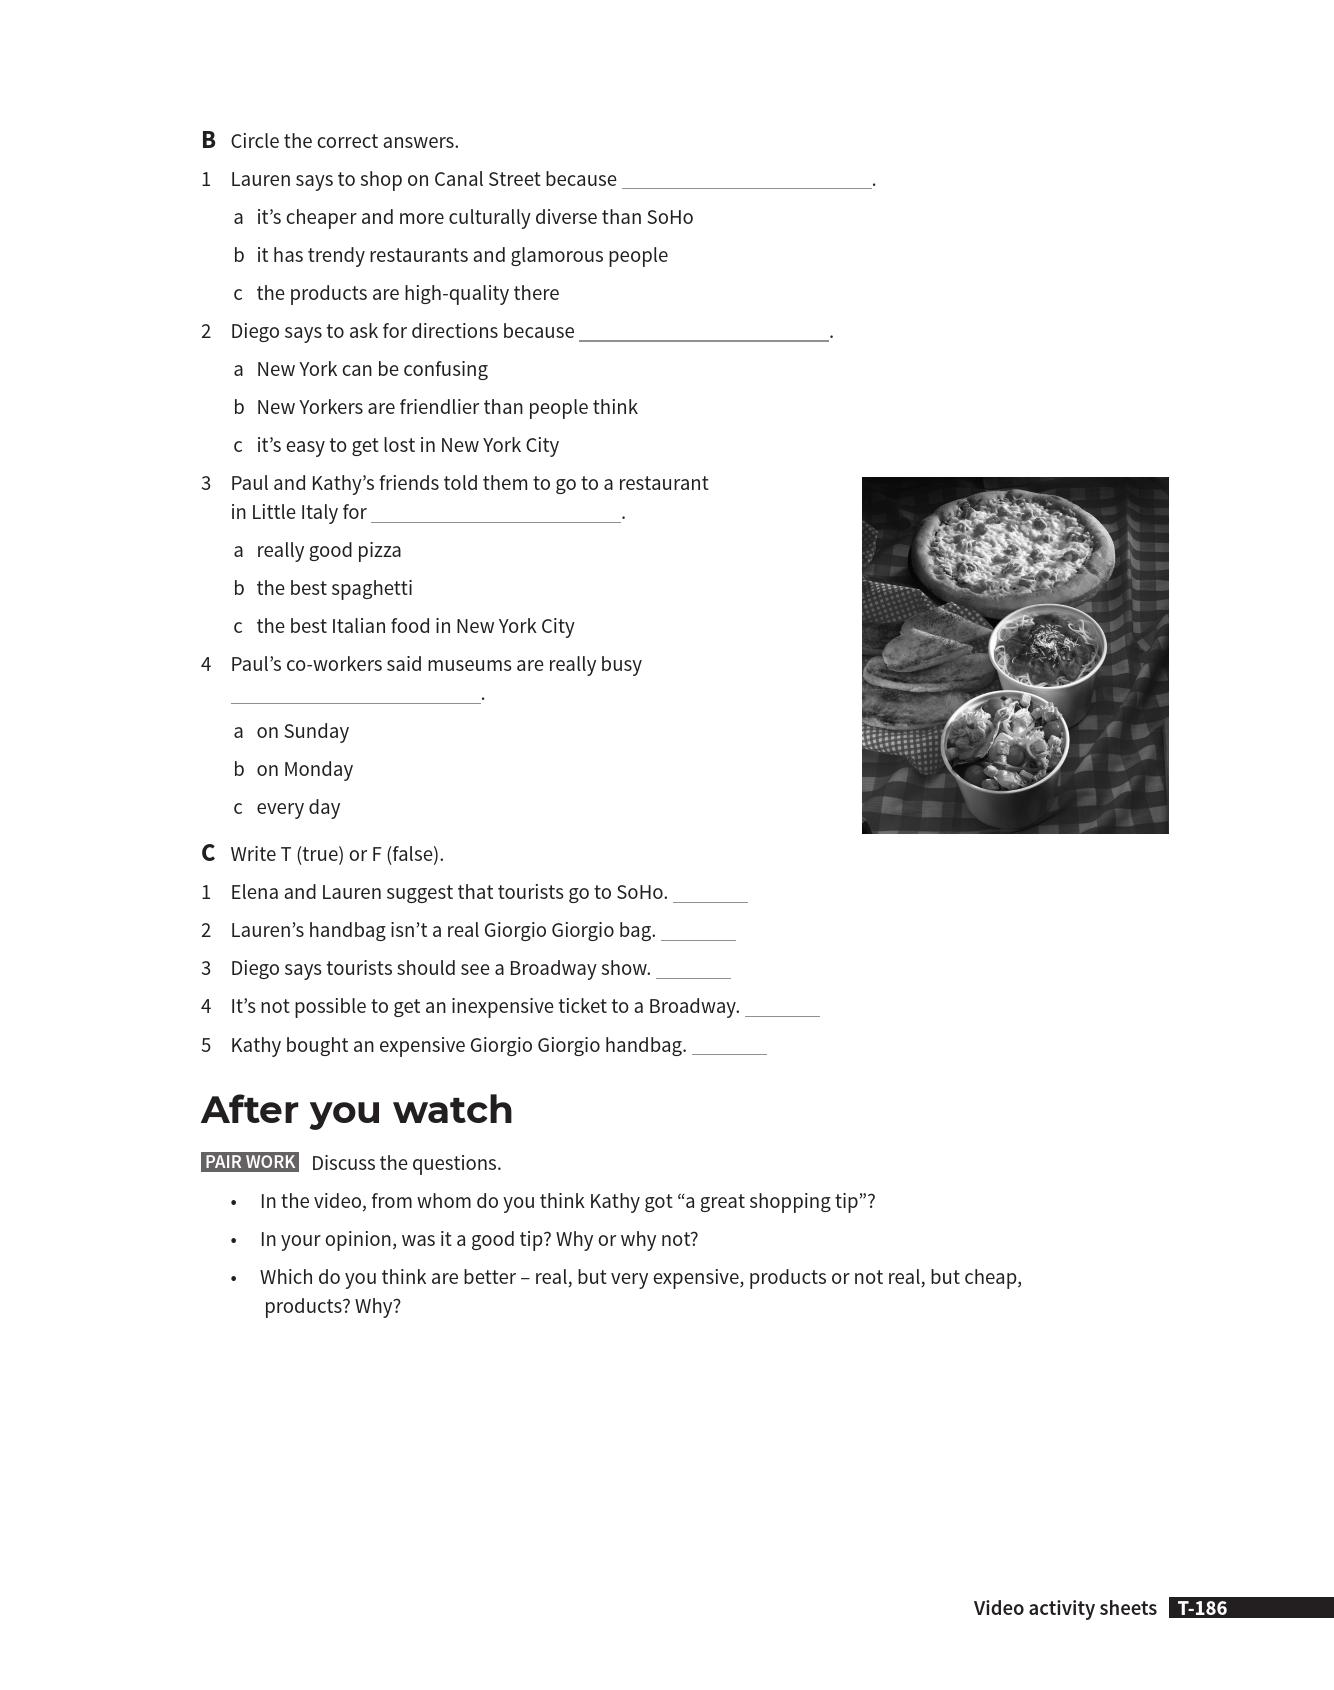 B Circle the correct answers.
1 Lauren says to shop on Canal Street because ____________________.
a it’s cheaper and more culturally diverse than SoHo
b it has trendy restaurants and glamorous people
c the products are high-quality there
2 Diego says to ask for directions because ____________________.
a New York can be confusing
b New Yorkers are friendlier than people think
c it’s easy to get lost in New York City
3 Paul and Kathy’s friends told them to go to a restaurant
in Little Italy for ____________________.
a really good pizza
b the best spaghetti
c the best Italian food in New York City
4 Paul’s co-workers said museums are really busy
____________________.
a on Sunday
b on Monday
c every day
C Write T (true) or F (false).
1 Elena and Lauren suggest that tourists go to SoHo. ______
2 Lauren’s handbag isn’t a real Giorgio Giorgio bag. ______
3 Diego says tourists should see a Broadway show. ______
4 It’s not possible to get an inexpensive ticket to a Broadway. ______
5 Kathy bought an expensive Giorgio Giorgio handbag. ______
After you watch
PAIR WORK Discuss the questions.
• In the video, from whom do you think Kathy got “a great shopping tip”?
• In your opinion, was it a good tip? Why or why not?
• Which do you think are better – real, but very expensive, products or not real, but cheap,
products? Why?
Video activity sheets T-186